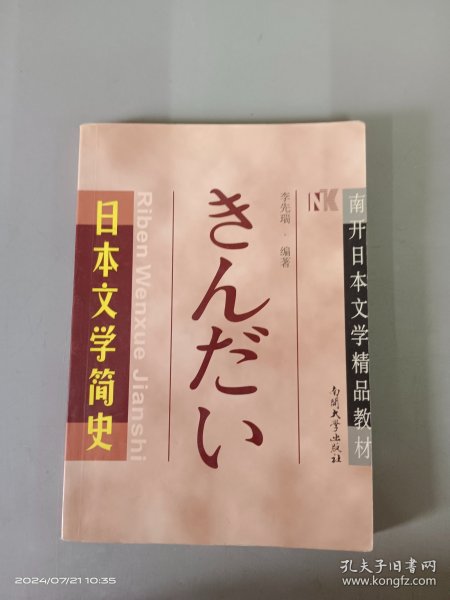 日本文学简史
Riben Wenxue Jianshi
きんだい
李先瑞·编著
NK
南开日本文学精品教材
南開大学出版社
2024/07/21 10:35
孔夫子旧书网
www.kongfz.com